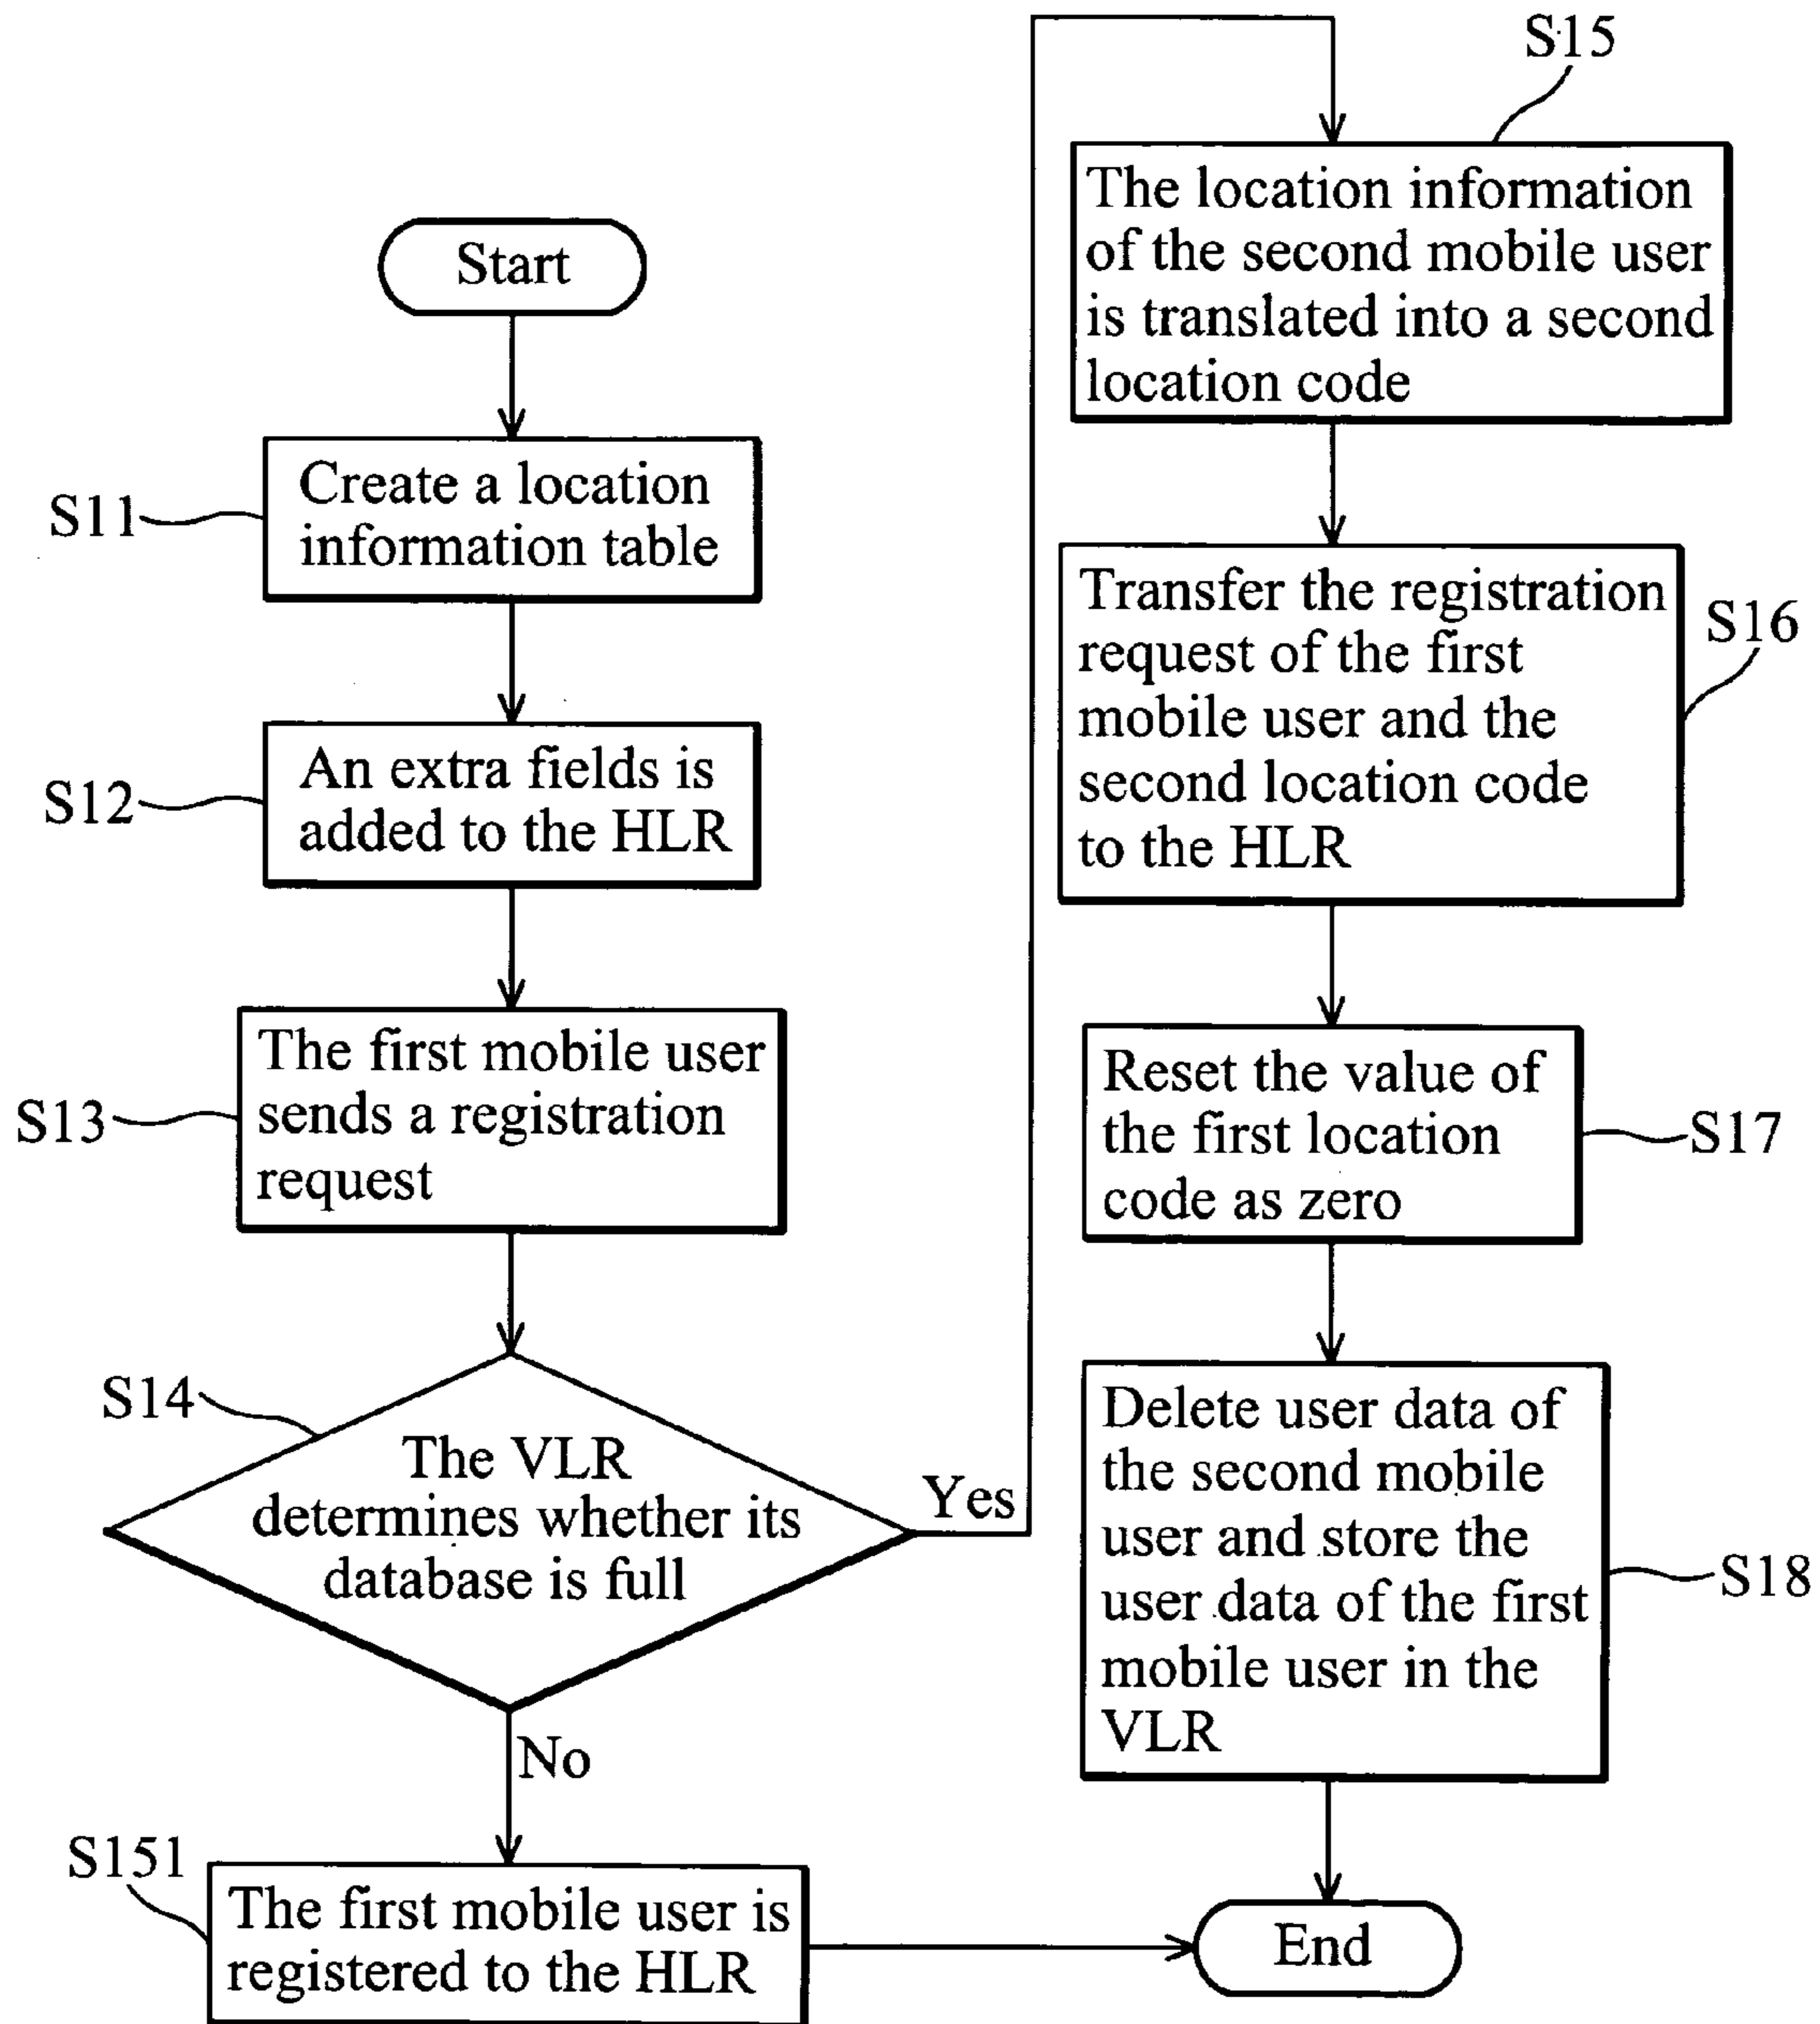 Start
S11
Create a location
information table
S12
An extra fields is
added to the HLR
S13
The first mobile user
sends a registration
request
S14
The VLR
determines whether its
database is full
Yes
No
S151
The first mobile user is
registered to the HLR
S15
The location information
of the second mobile user
is translated into a second
location code
Transfer the registration
request of the first
mobile user and the
second location code
to the HLR
S16
Reset the value of
the first location
code as zero
S17
Delete user data of
the second mobile
user and store the
user data of the first
mobile user in the
VLR
S18
End